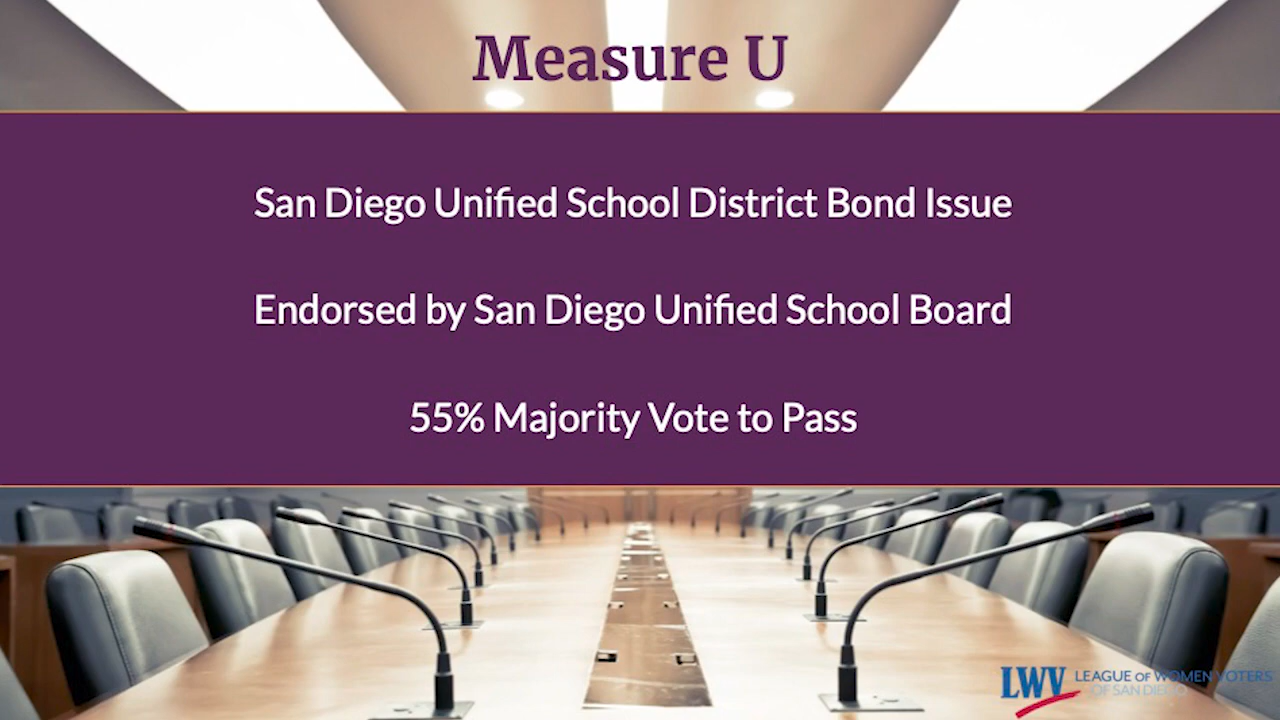 Measure U
San Diego Unified School District Bond Issue
Endorsed by San Diego Unified School Board
55% Majority Vote to Pass
LWV LEAGUE OF WOMEN VOTERS
OF SAN DIEGO